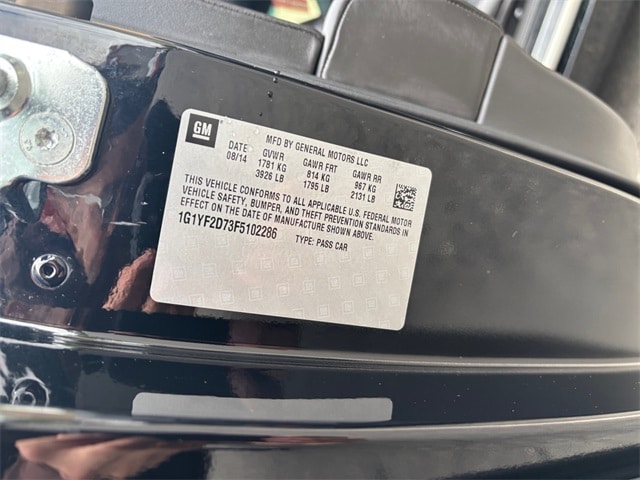 GM
MFD BY GENERAL MOTORS LLC
DATE GVWR GAWR FRT GAWR RR
08/14 1781 KG 814 KG 967 KG
3926 LB 1795 LB 2131 LB
THIS VEHICLE CONFORMS TO ALL APPLICABLE U.S. FEDERAL MOTOR
VEHICLE SAFETY, BUMPER, AND THEFT PREVENTION STANDARDS IN
EFFECT ON THE DATE OF MANUFACTURE SHOWN ABOVE.
1G1YF2D73F5102286 TYPE: PASS CAR